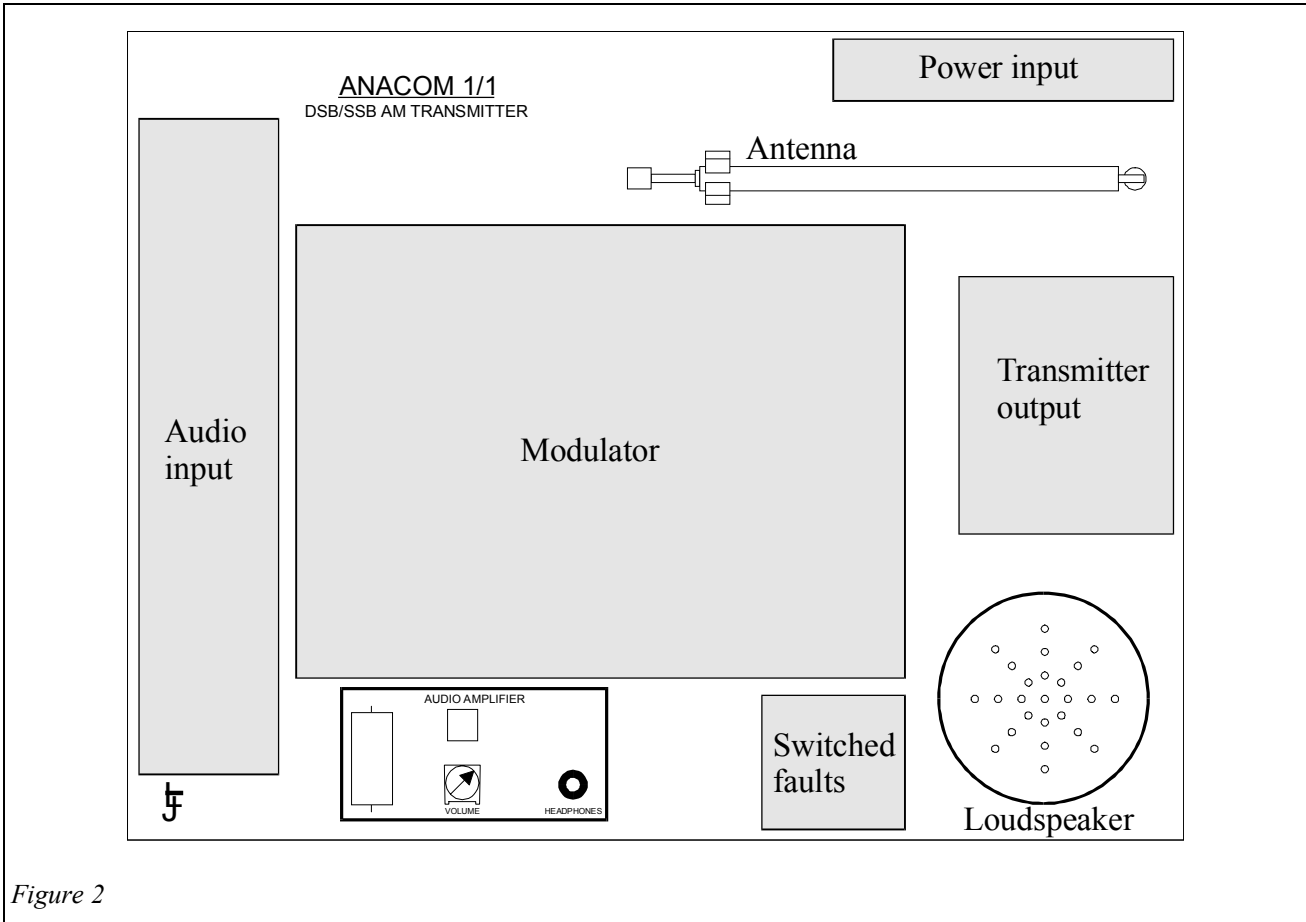 Power input
ANACOM 1/1
DSB/SSB AM TRANSMITTER
Antenna
Audio
input
Modulator
Transmitter
output
AUDIO AMPLIFIER
VOLUME
HEADPHONES
Switched
faults
Loudspeaker
Figure 2